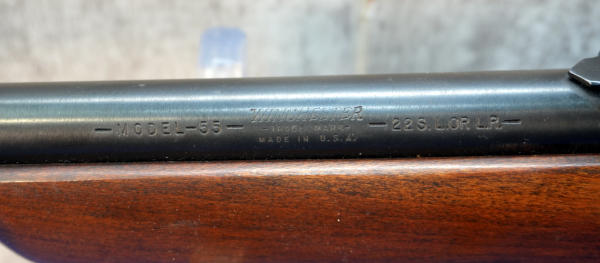 —MODEL-55— WINCHESTER —22 S. L. OR L.R.—
—TRADE MARK—
MADE IN U.S.A.